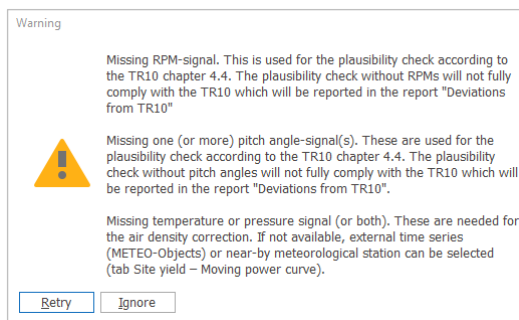 Warning
Missing RPM-signal. This is used for the plausibility check according to
the TR10 chapter 4.4. The plausibility check without RPMs will not fully
comply with the TR10 which will be reported in the report "Deviations
from TR10"
Missing one (or more) pitch angle-signal(s). These are used for the
plausibility check according to the TR10 chapter 4.4. The plausibility
check without pitch angles will not fully comply with the TR10 which will
be reported in the report "Deviations from TR10".
Missing temperature or pressure signal (or both). These are needed for
the air density correction. If not available, external time series
(METEO-Objects) or near-by meteorological station can be selected
(tab Site yield – Moving power curve).
Retry
Ignore